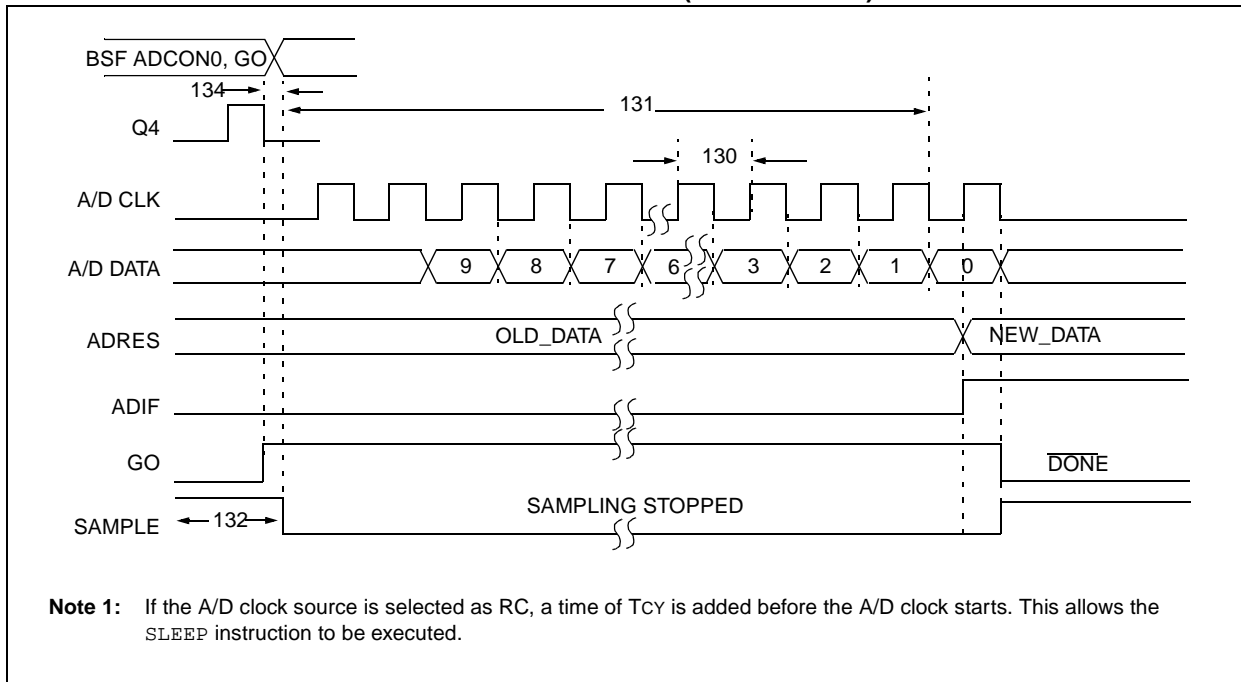 BSF ADCON0, GO
134
131
Q4
130
A/D CLK
A/D DATA
9 8 7 6 3 2 1 0
ADRES
OLD_DATA
NEW_DATA
ADIF
GO
DONE
SAMPLING STOPPED
SAMPLE
132
Note 1: If the A/D clock source is selected as RC, a time of TCY is added before the A/D clock starts. This allows the
SLEEP instruction to be executed.